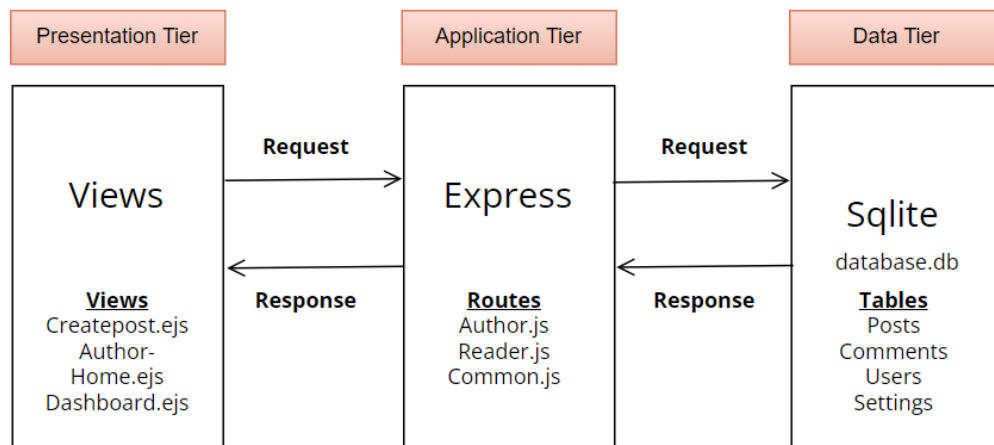 Presentation Tier
Application Tier
Data Tier
Views
Views
Createpost.ejs
Author-
Home.ejs
Dashboard.ejs
Request
Response
Express
Routes
Author.js
Reader.js
Common.js
Request
Response
Sqlite
database.db
Tables
Posts
Comments
Users
Settings